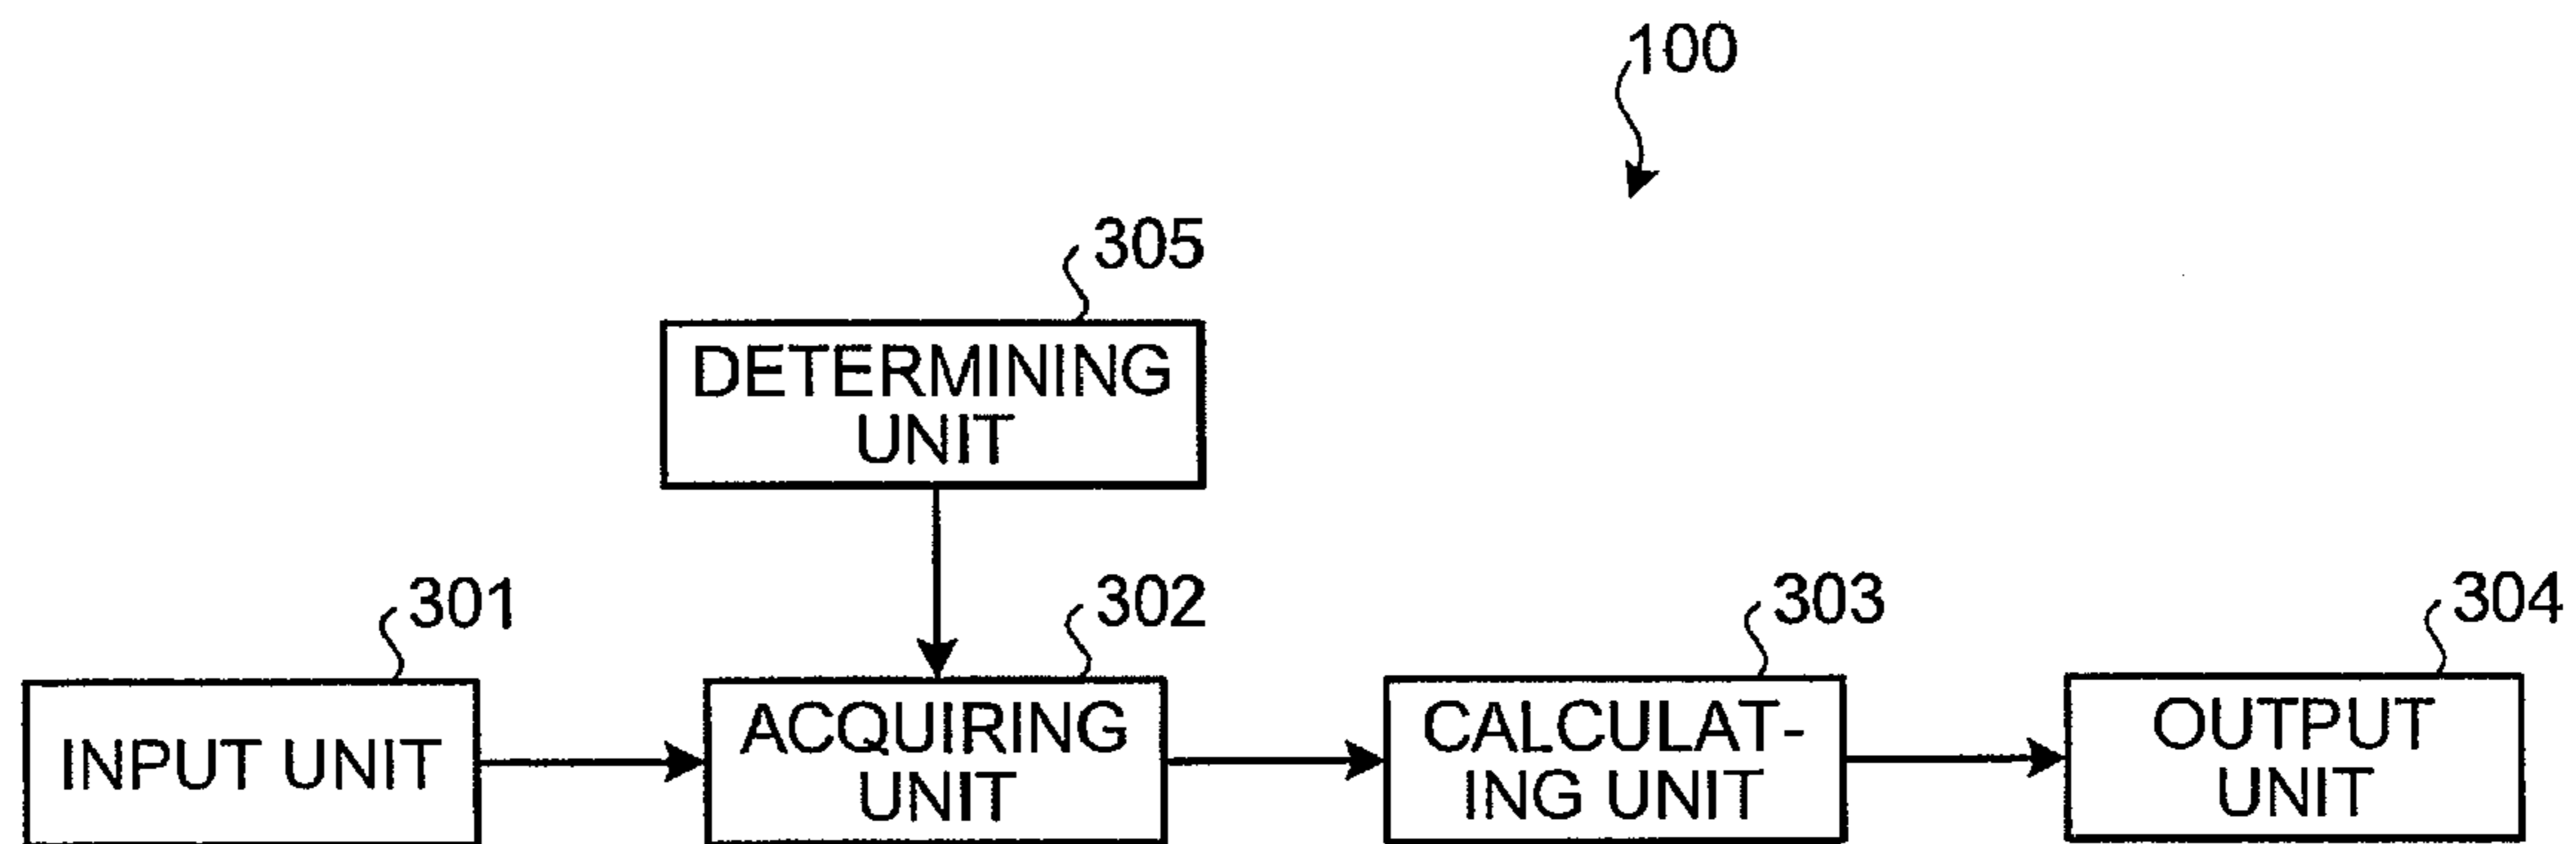 100
305
DETERMINING
UNIT
301
302
303
304
INPUT UNIT
ACQUIRING
UNIT
CALCULAT-
ING UNIT
OUTPUT
UNIT